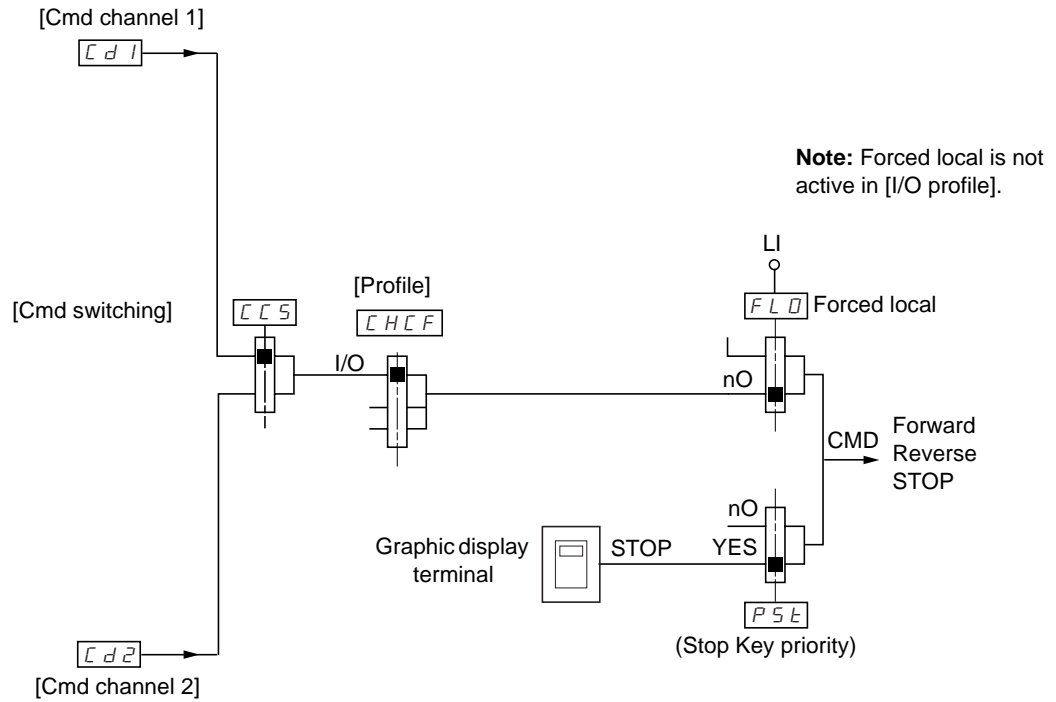 [Cmd channel 1]
Cd1
Note: Forced local is not
active in [I/O profile].
LI
[Profile]
[Cmd switching]
CCS
CHCF
FLO
Forced local
I/O
nO
CMD
Forward
Reverse
STOP
nO
Graphic display
terminal
STOP
YES
PSt
(Stop Key priority)
Cd2
[Cmd channel 2]